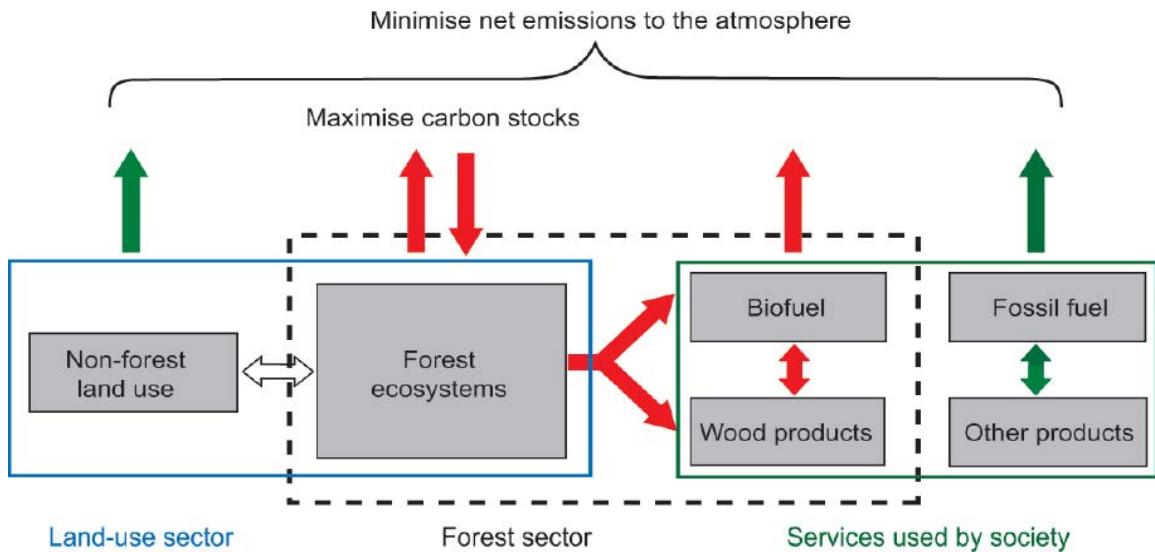 Minimise net emissions to the atmosphere
Maximise carbon stocks
Non-forest
land use
Forest
ecosystems
Biofuel
Fossil fuel
Wood products
Other products
Land-use sector
Forest sector
Services used by society